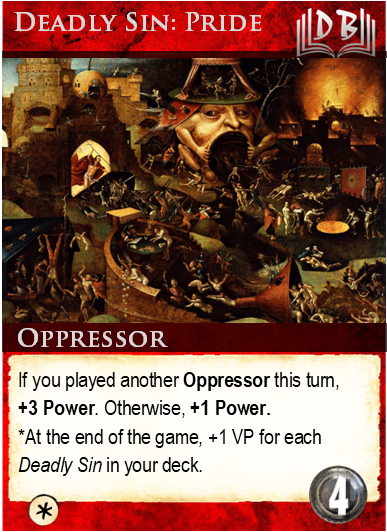 Deadly Sin: Pride
DB
Oppressor
If you played another Oppressor this turn,
+3 Power. Otherwise, +1 Power.
*At the end of the game, +1 VP for each
Deadly Sin in your deck.
*
4